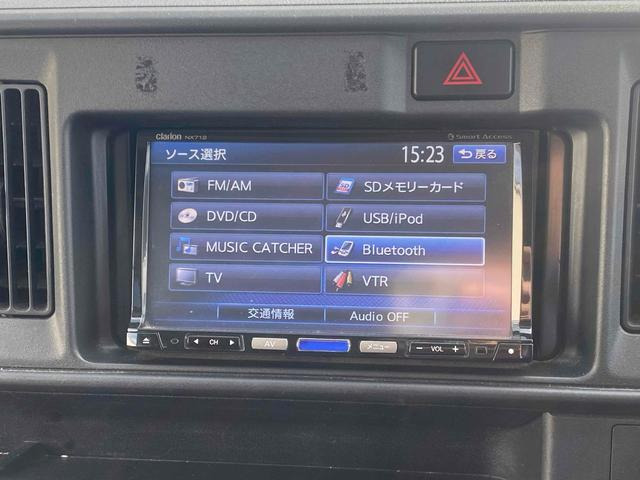 clarion NX712
Smart Access
ソース選択
15:23
戻る
FM/AM
SDメモリーカード
DVD/CD
USB/iPod
MUSIC CATCHER
Bluetooth
TV
VTR
交通情報
Audio OFF
CH
AV
メニュー
− VOL +